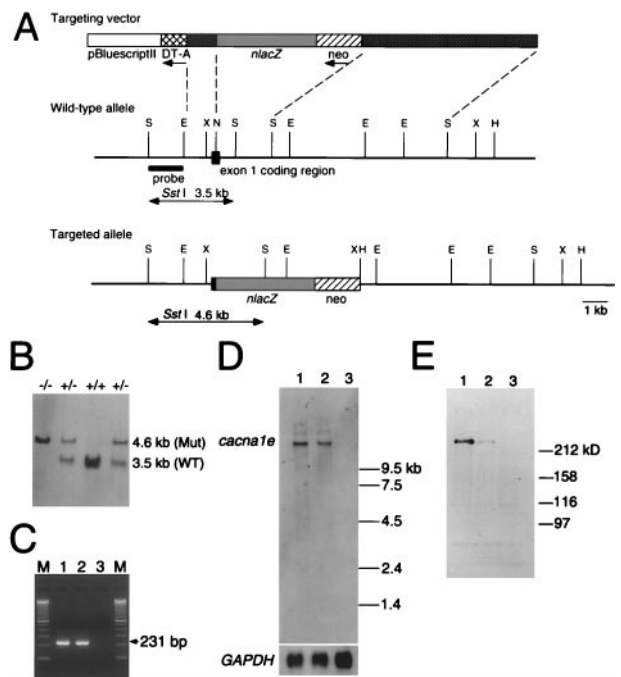 A
Targeting vector
pBluescriptII DT-A nlacZ neo
Wild-type allele
S E X N S S E E E S X H
exon 1 coding region
probe
Sst I 3.5 kb
Targeted allele
S E X S E XH E E E S X H
nlacZ neo
1 kb
Sst I 4.6 kb
B
-/- +/- +/+ +/-
4.6 kb (Mut)
3.5 kb (WT)
C
M 1 2 3 M
231 bp
D
1 2 3
cacna1e
9.5 kb
7.5
4.5
2.4
1.4
GAPDH
E
1 2 3
212 kD
158
116
97